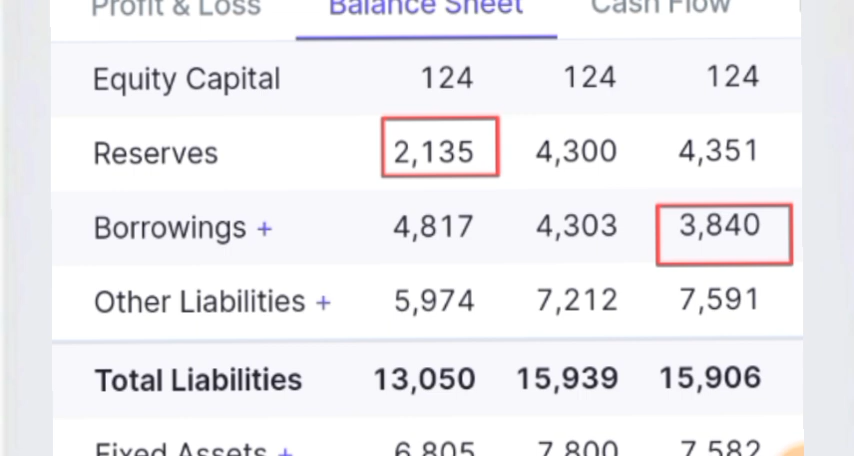 Profit & Loss Balance Sheet Cash Flow
Equity Capital 124 124 124
Reserves 2,135 4,300 4,351
Borrowings + 4,817 4,303 3,840
Other Liabilities + 5,974 7,212 7,591
Total Liabilities 13,050 15,939 15,906
Fixed Assets + 6,805 7,800 7,582